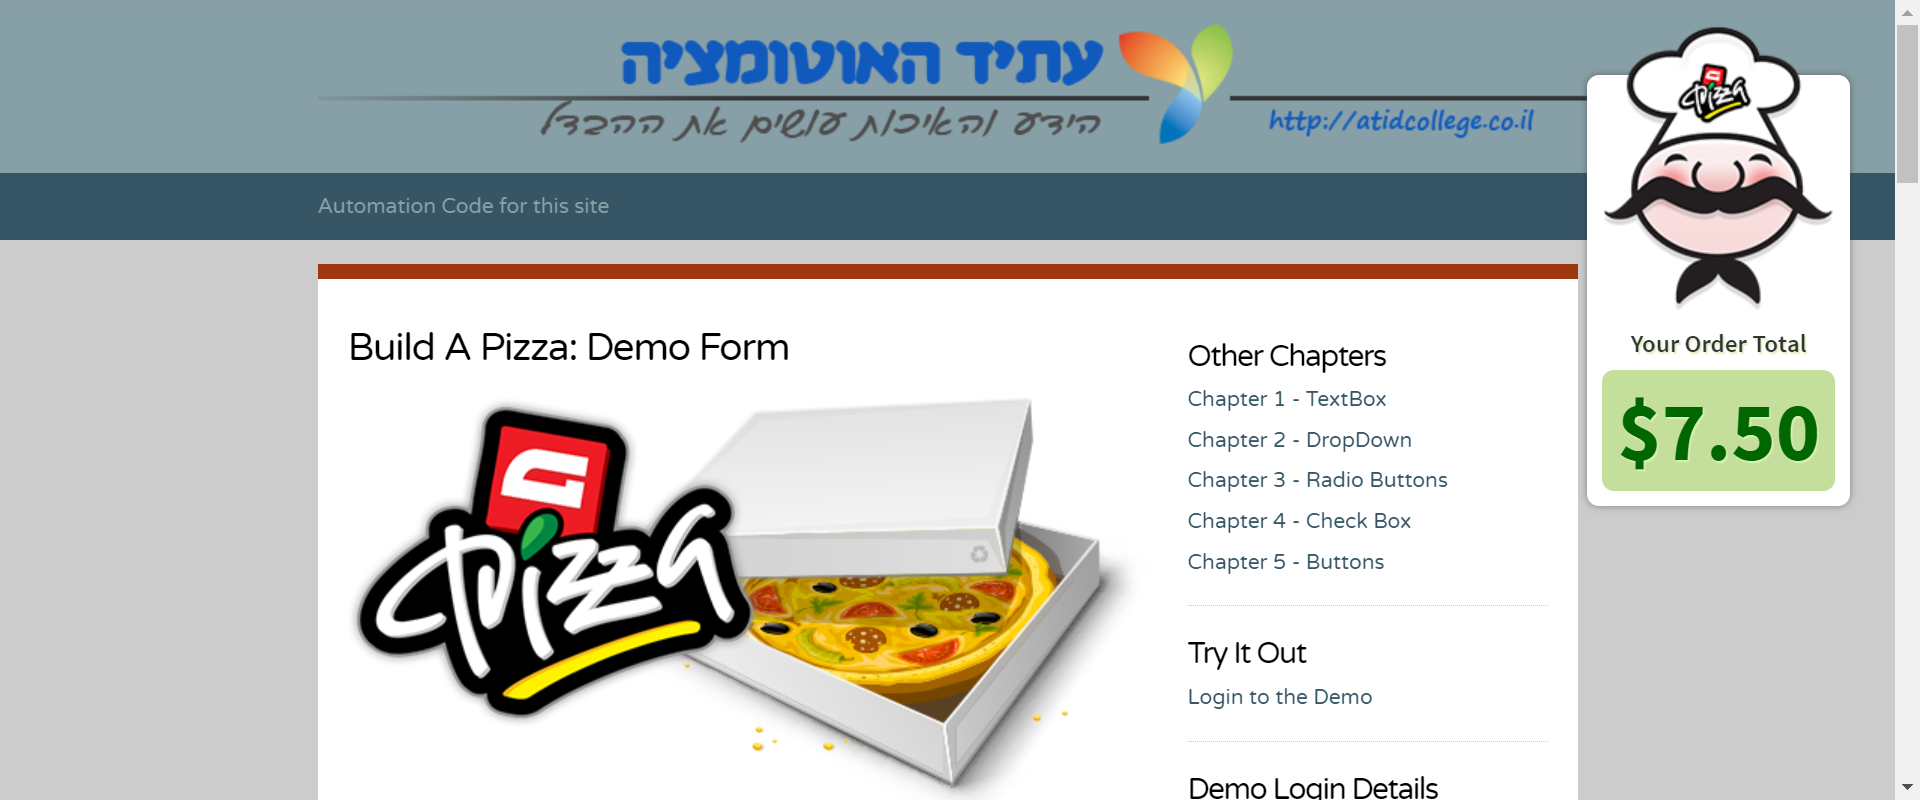 עתיד האוטומציה
הידע והאיכות עושים את ההבדל
http://atidcollege.co.il
Automation Code for this site
Build A Pizza: Demo Form
Pizza
Other Chapters
Chapter 1 - TextBox
Chapter 2 - DropDown
Chapter 3 - Radio Buttons
Chapter 4 - Check Box
Chapter 5 - Buttons
Try It Out
Login to the Demo
Demo Login Details
Pizza
Your Order Total
$7.50